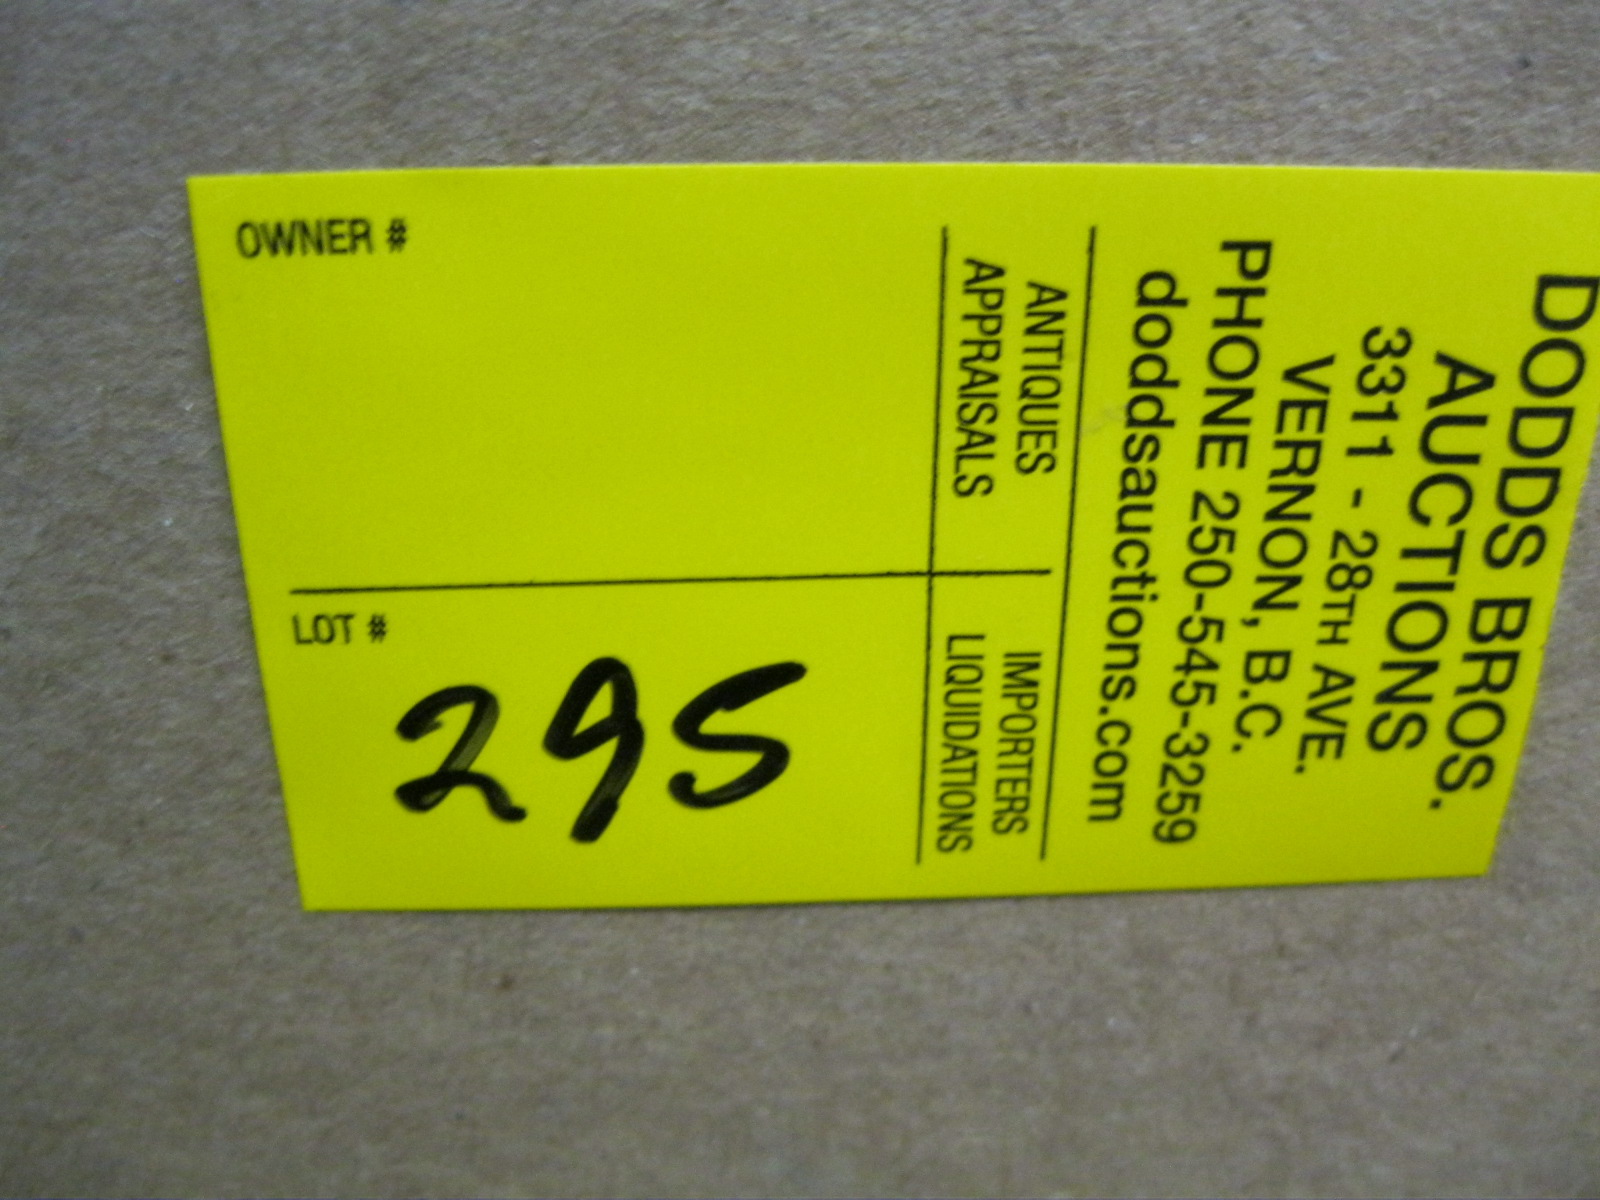 DODDS BROS.
AUCTIONS
3311 - 28TH AVE.
VERNON, B.C.
PHONE 250-545-3259
doddsauctions.com
ANTIQUES
APPRAISALS
IMPORTERS
LIQUIDATIONS
OWNER #
LOT #
295